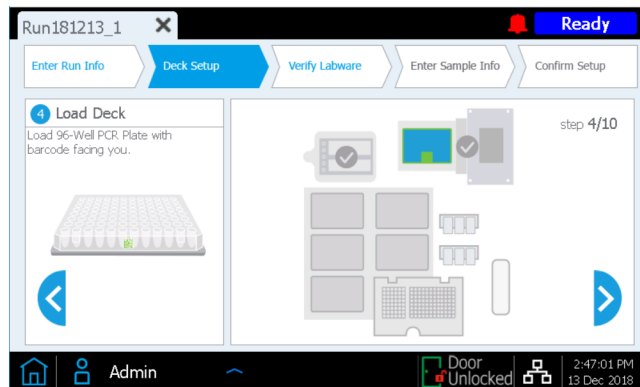 Run181213_1
Ready
Enter Run Info
Deck Setup
Verify Labware
Enter Sample Info
Confirm Setup
4 Load Deck
Load 96-Well PCR Plate with
barcode facing you.
step 4/10
Admin
Door
Unlocked
2:47:01 PM
13 Dec 2018